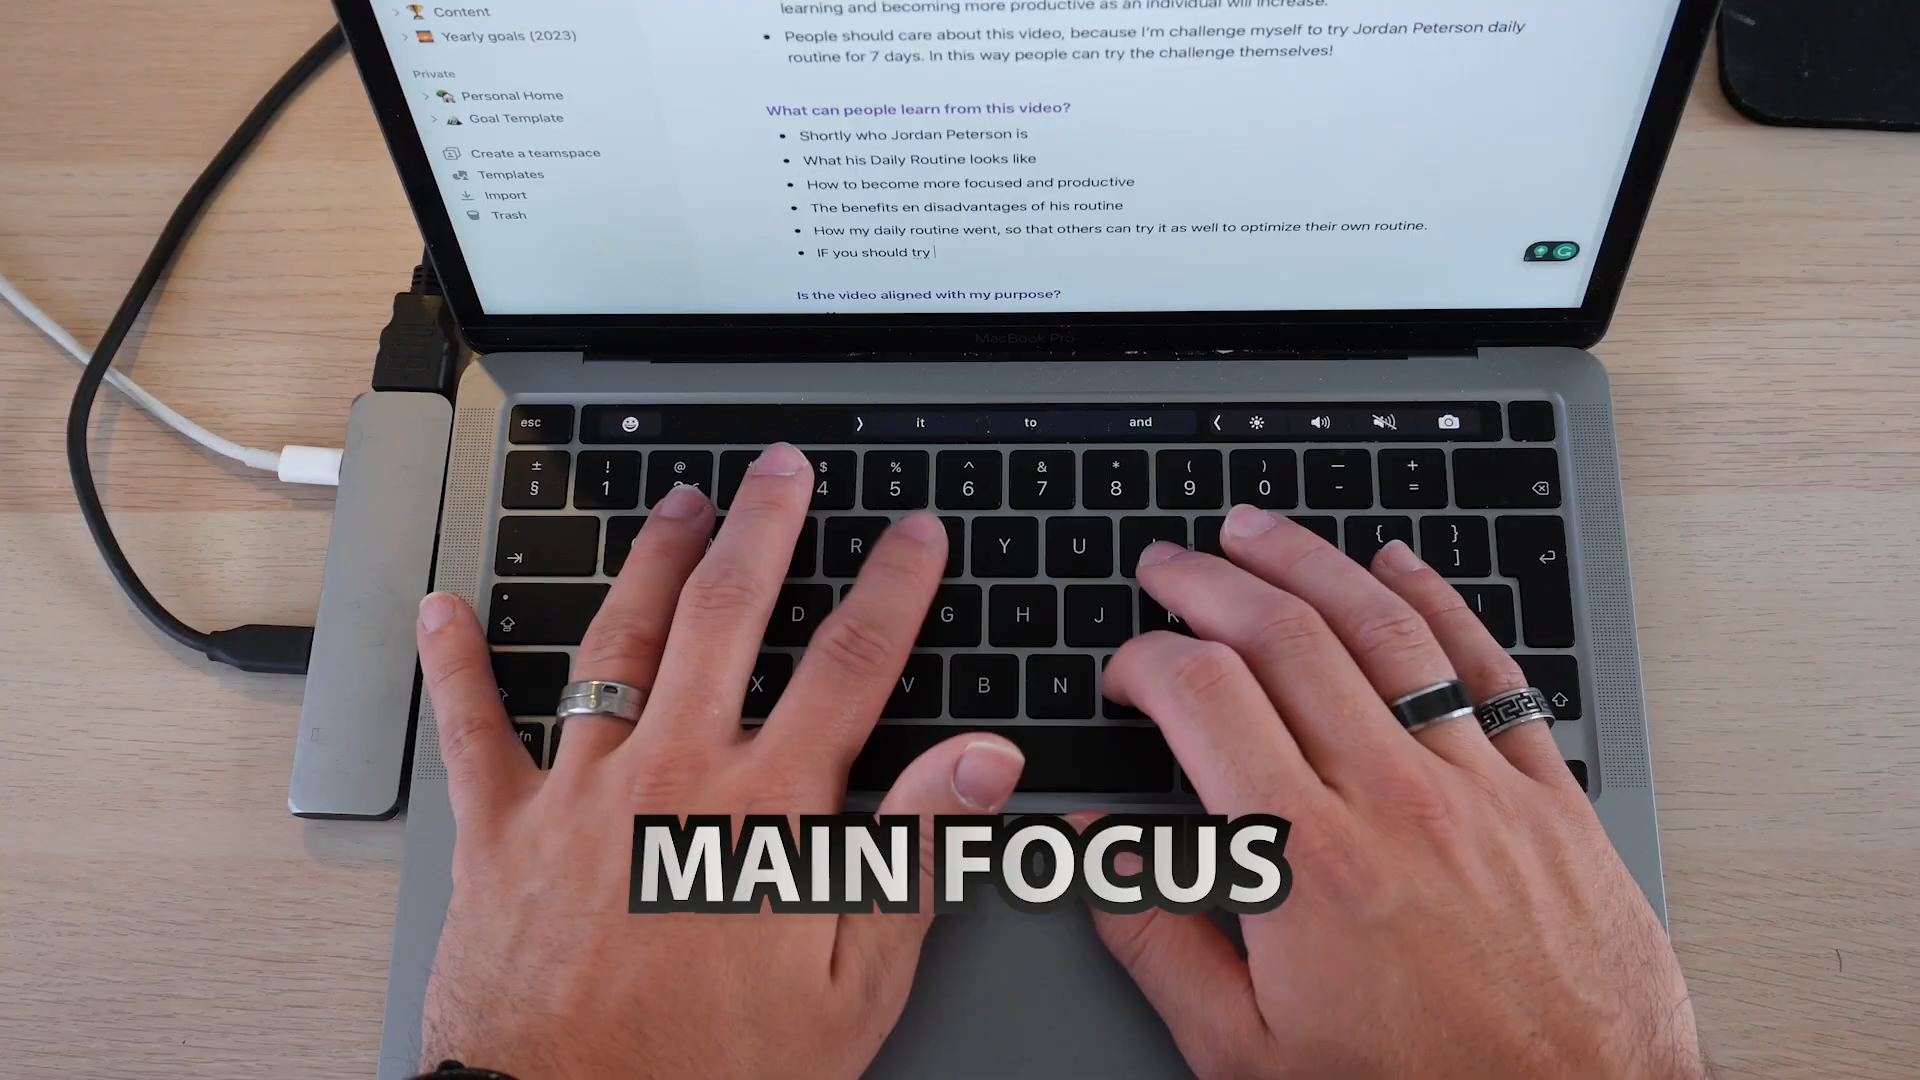 learning and becoming more productive as an individual will increase.
Content
• People should care about this video, because I'm challenge myself to try Jordan Peterson daily
Yearly goals (2023)
routine for 7 days. In this way people can try the challenge themselves!
Private
Personal Home
What can people learn from this video?
Goal Template
• Shortly who Jordan Peterson is
Create a teamspace
• What his Daily Routine looks like
Templates
• How to become more focused and productive
Import
• The benefits en disadvantages of his routine
Trash
• How my daily routine went, so that others can try it as well to optimize their own routine.
• IF you should try
Is the video aligned with my purpose?
MacBook Pro
esc it to and
± ! @ $ % ^ & * ( ) — +
§ 1 4 5 6 7 8 9 0 - =
R Y U { }
]
D G H J K
X V B N
fn
MAIN FOCUS